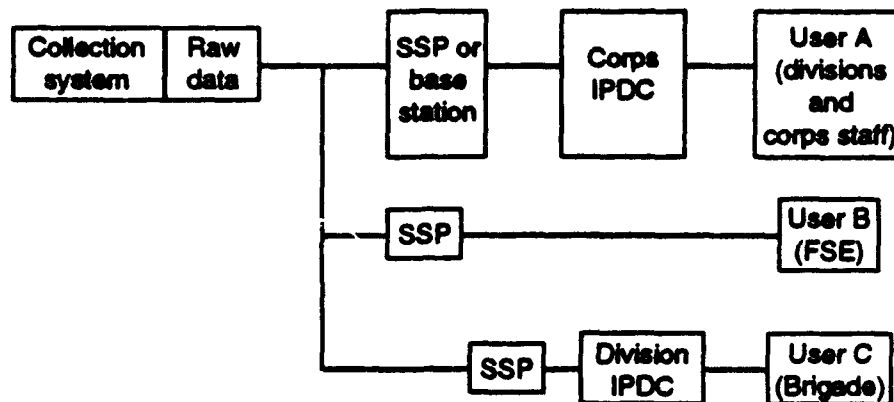 Collection
system
Raw
data
SSP or
base
station
Corps
IPDC
User A
(divisions
and
corps staff)
SSP
User B
(FSE)
SSP
Division
IPDC
User C
(Brigade)